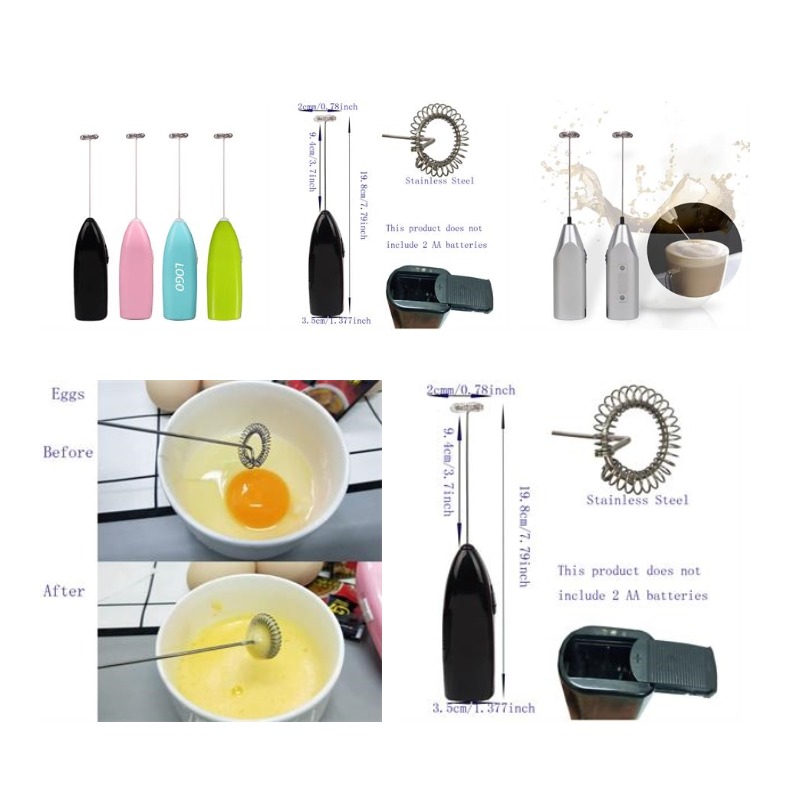 LOGO
2cmm/0.78inch
9.4cm/3.7inch
19.8cm/7.79inch
3.5cm/1.377inch
Stainless Steel
This product does not
include 2 AA batteries
Eggs
Before
After
2cmm/0.78inch
9.4cm/3.7inch
19.8cm/7.79inch
3.5cm/1.377inch
Stainless Steel
This product does not
include 2 AA batteries